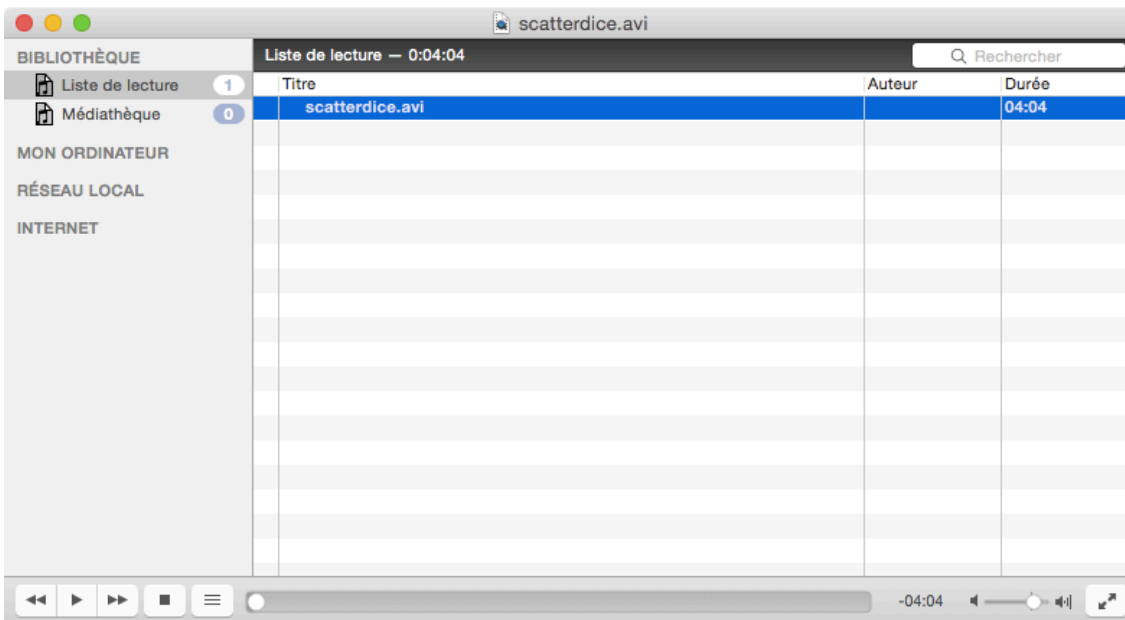 scatterdice.avi
BIBLIOTHÈQUE
Liste de lecture 1
Médiathèque 0
MON ORDINATEUR
RÉSEAU LOCAL
INTERNET
Liste de lecture — 0:04:04
Rechercher
Titre Auteur Durée
scatterdice.avi 04:04
-04:04